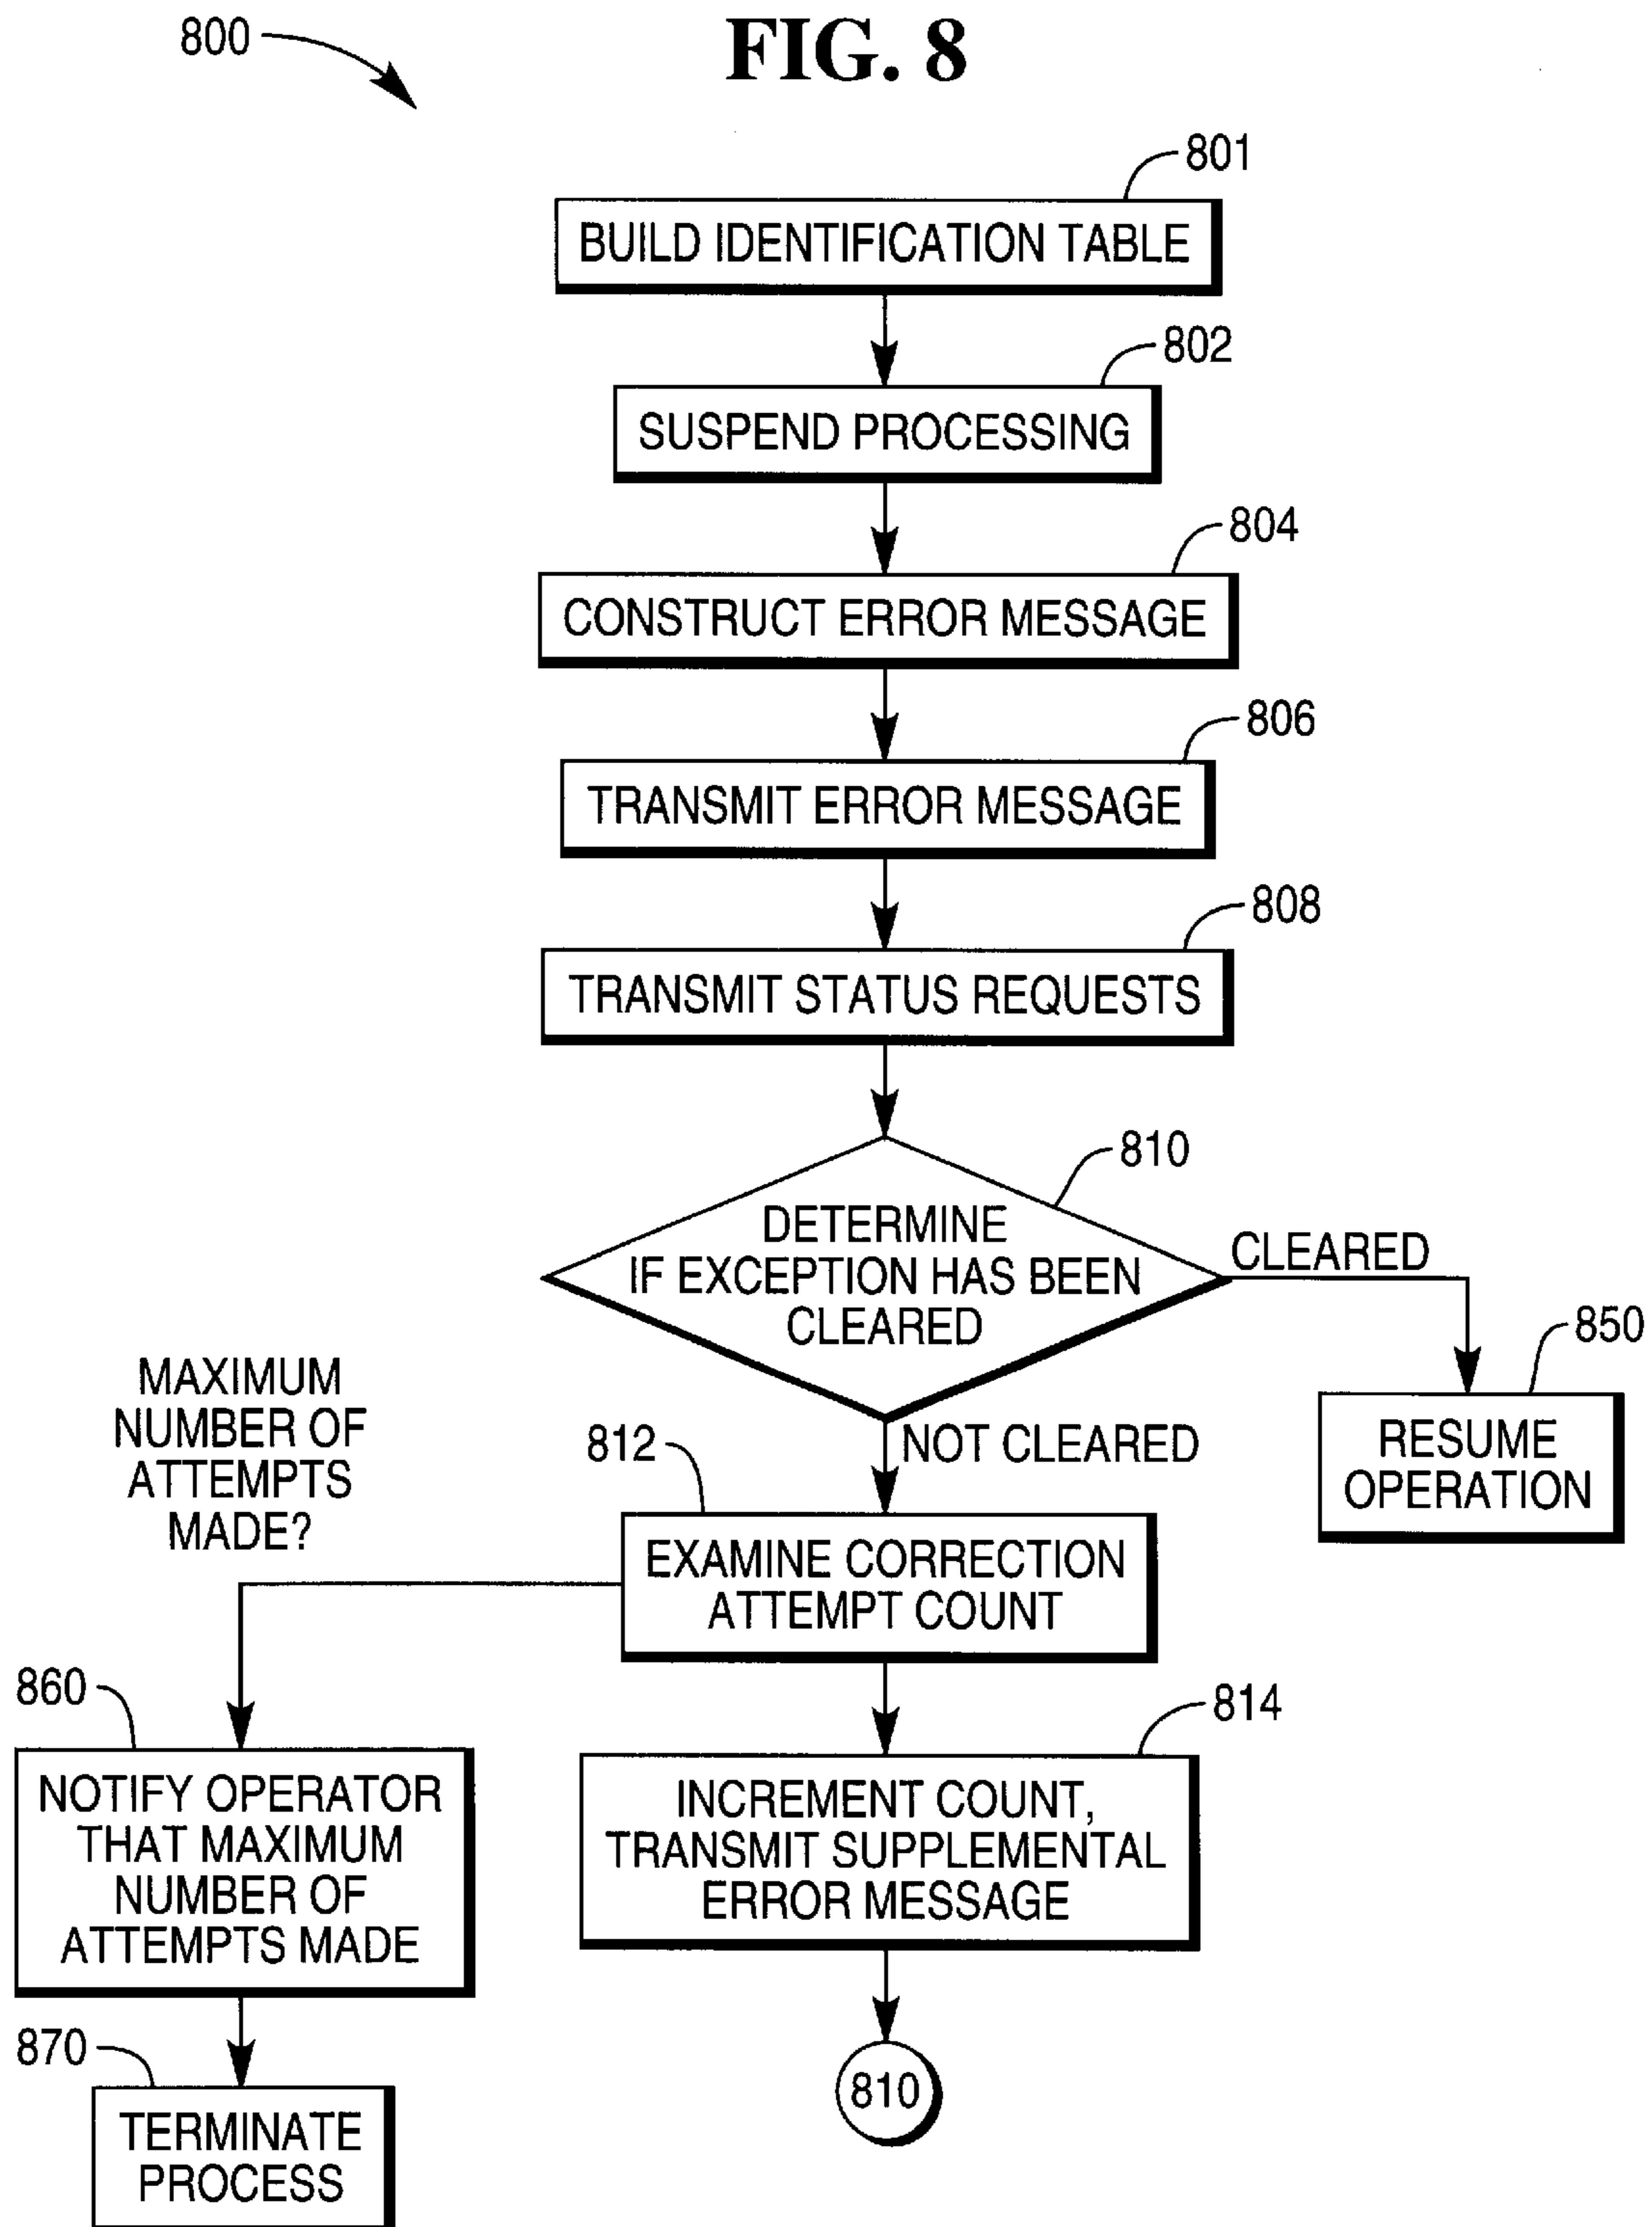 800
FIG. 8
801
BUILD IDENTIFICATION TABLE
802
SUSPEND PROCESSING
804
CONSTRUCT ERROR MESSAGE
806
TRANSMIT ERROR MESSAGE
808
TRANSMIT STATUS REQUESTS
810
DETERMINE
IF EXCEPTION HAS BEEN
CLEARED
CLEARED
850
RESUME
OPERATION
NOT CLEARED
812
EXAMINE CORRECTION
ATTEMPT COUNT
MAXIMUM
NUMBER OF
ATTEMPTS
MADE?
860
NOTIFY OPERATOR
THAT MAXIMUM
NUMBER OF
ATTEMPTS MADE
870
TERMINATE
PROCESS
814
INCREMENT COUNT,
TRANSMIT SUPPLEMENTAL
ERROR MESSAGE
810